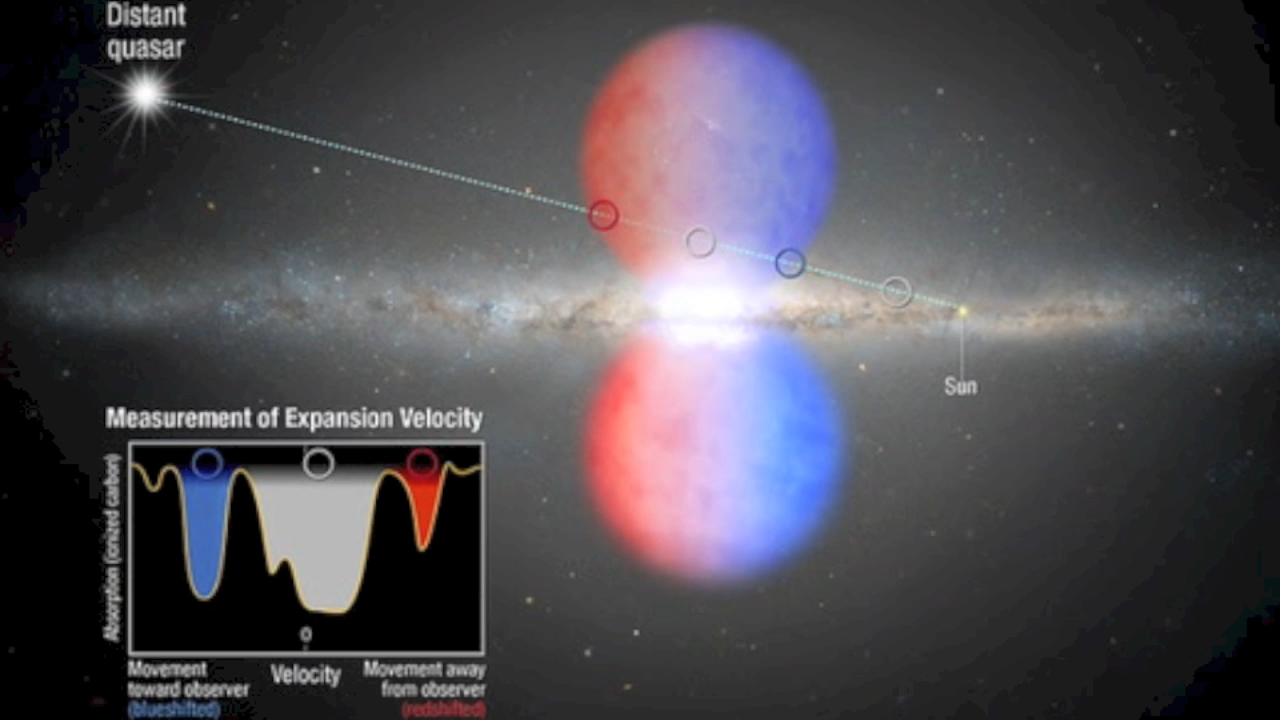 Distant
quasar
Sun
Measurement of Expansion Velocity
Absorption (ionized carbon)
0
Movement
toward observer
(blueshifted)
Velocity
Movement away
from observer
(redshifted)